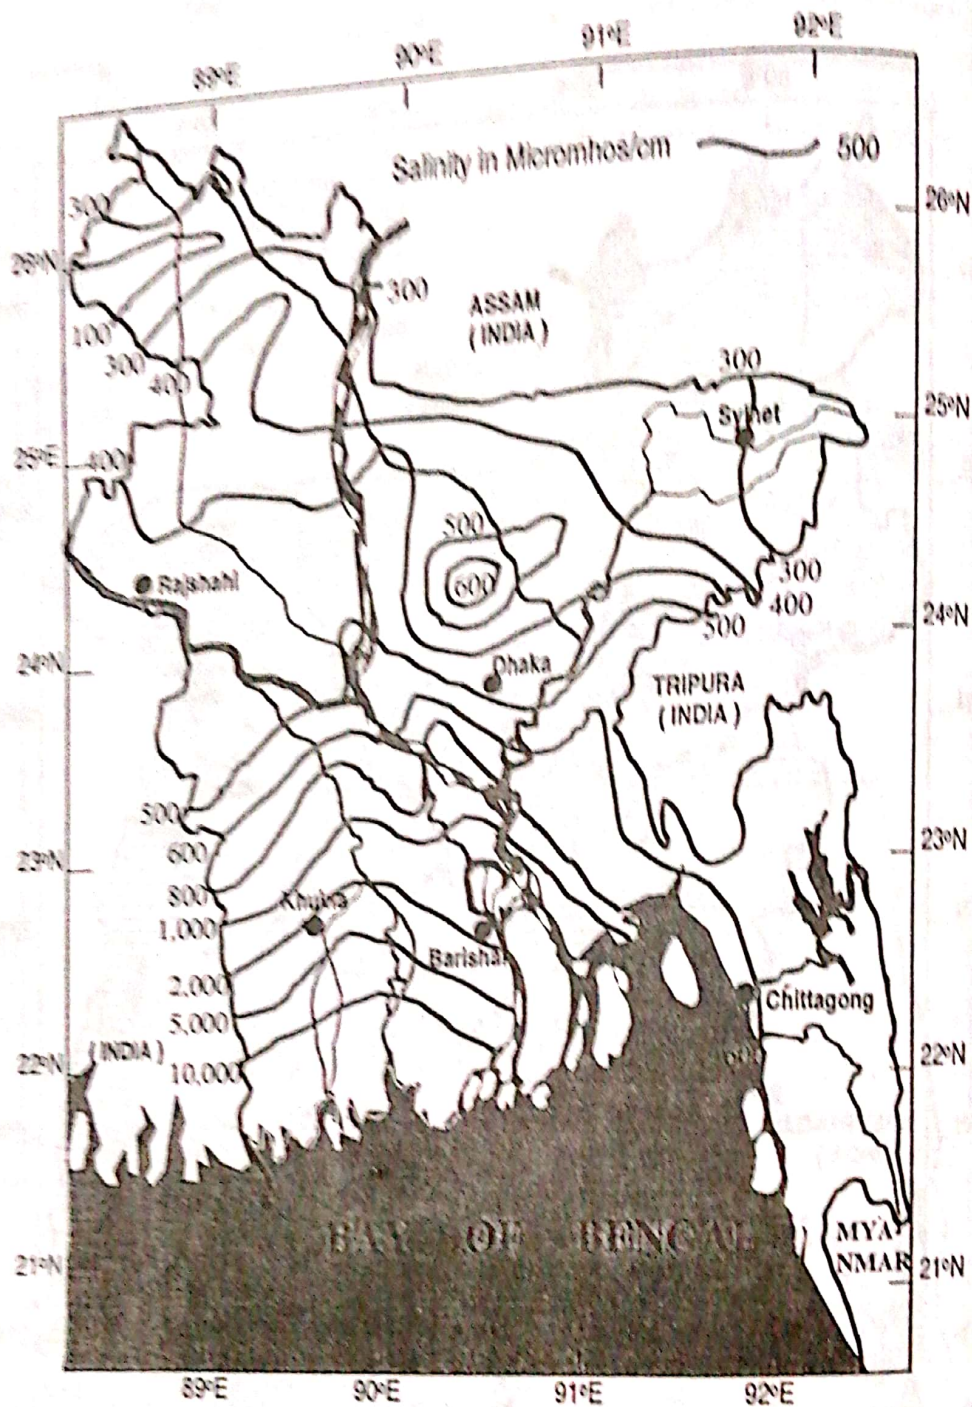 89°E 90°E 91°E 92°E
Salinity in Micromhos/cm 500
26°N
300
26°N
300
ASSAM
(INDIA)
100
300
400
300
Sylhet
25°N
25°E
400
500
600
Rajshahi
300
400
500
24°N
24°N
Dhaka
TRIPURA
(INDIA)
500
600
23°N
23°N
800
Khulna
1,000
Barishal
2,000
Chittagong
5,000
(INDIA)
22°N
22°N
10,000
BAY OF BENGAL
MYA-
NMAR
21°N
21°N
89°E 90°E 91°E 92°E